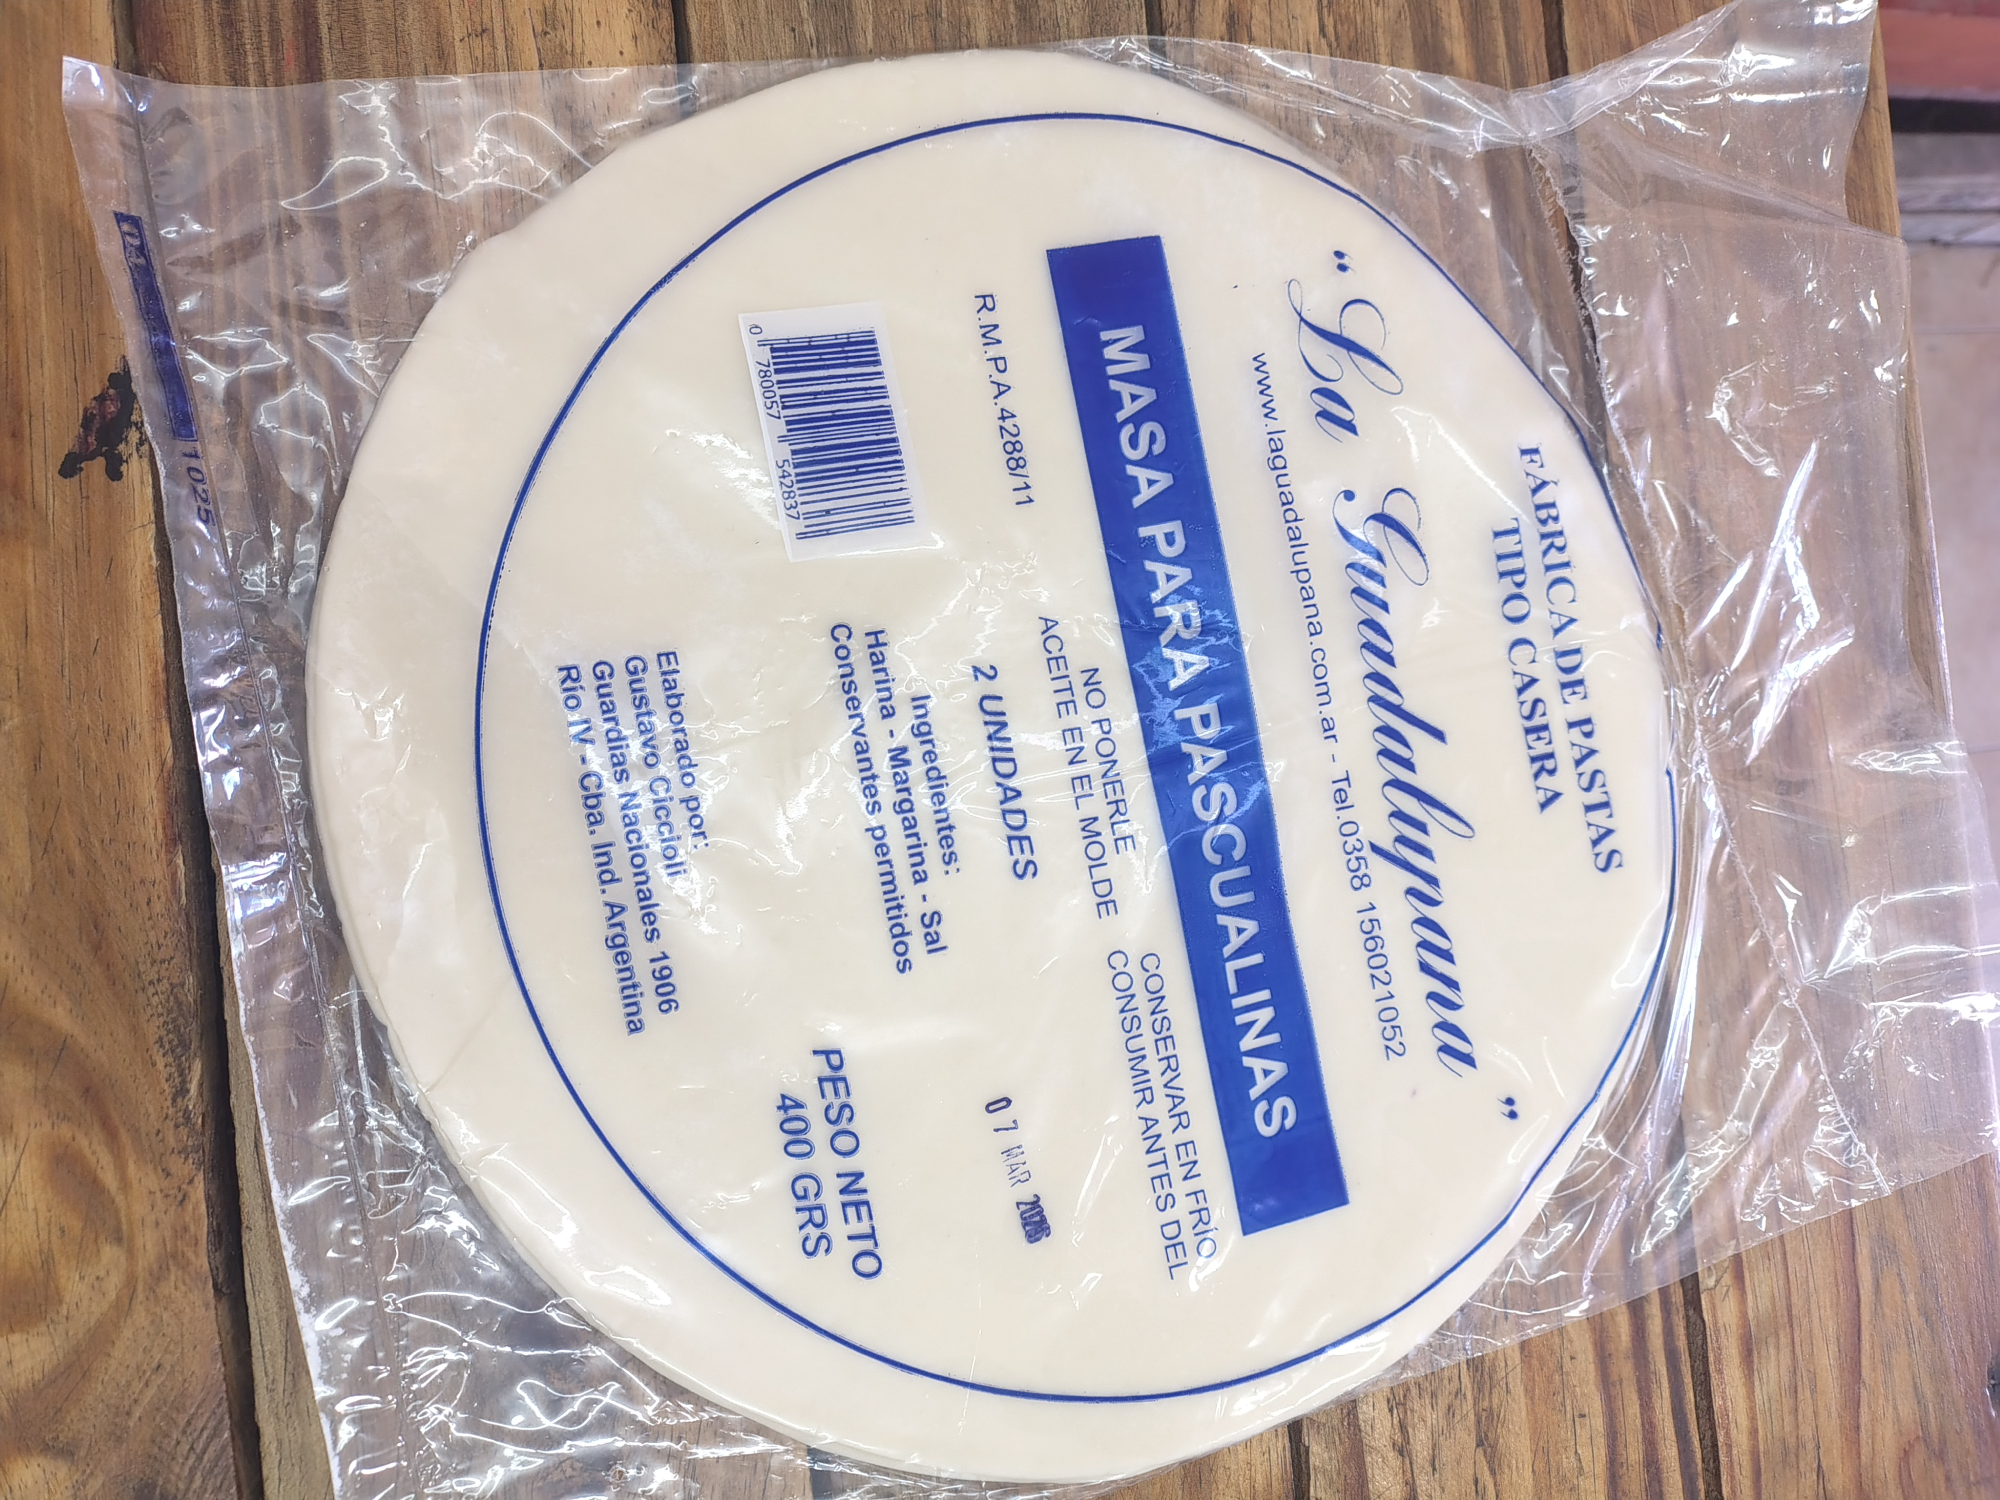 FÁBRICA DE PASTAS
TIPO CASERA
“La Guadalupana”
www.laguadalupana.com.ar - Tel.0358 156021052
MASA PARA PASCUALINAS
NO PONERLE
ACEITE EN EL MOLDE
CONSERVAR EN FRÍO
CONSUMIR ANTES DEL
R.M.P.A.4288/11
2 UNIDADES
07 MAR 2026
Ingredientes:
Harina - Margarina - Sal
Conservantes permitidos
0 780057 542837
PESO NETO
400 GRS
Elaborado por:
Gustavo Ciccioli
Guardias Nacionales 1906
Río IV - Cba. Ind. Argentina
04
1025